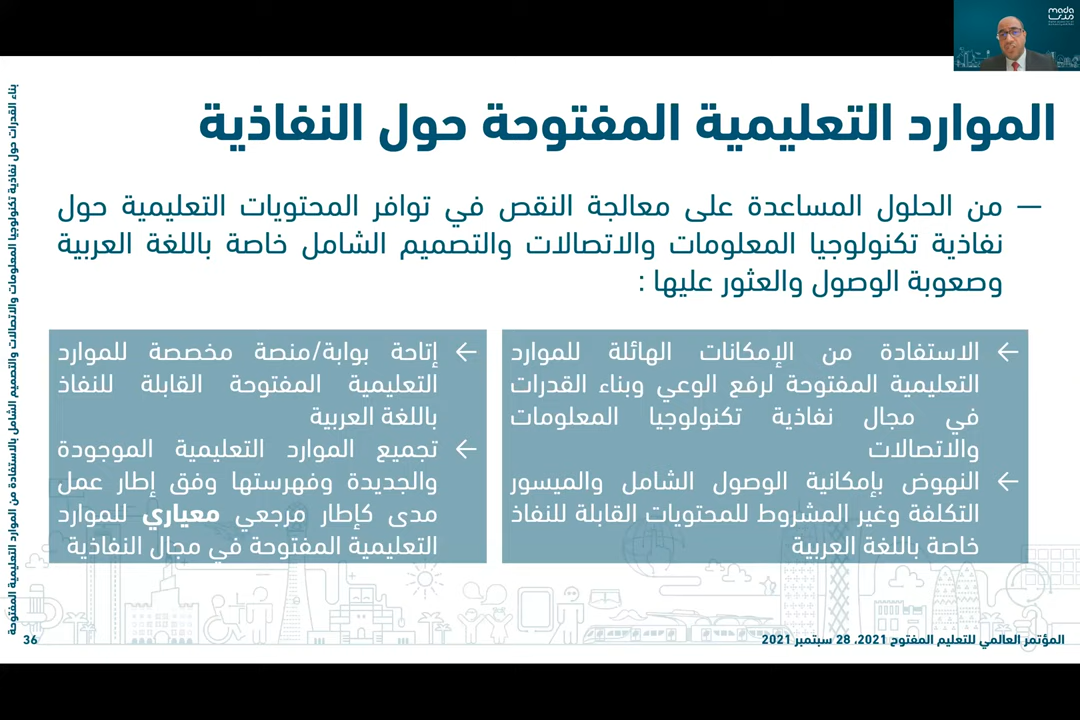 mada
مدى
الموارد التعليمية المفتوحة حول النفاذية
— من الحلول المساعدة على معالجة النقص في توافر المحتويات التعليمية حول
نفاذية تكنولوجيا المعلومات والاتصالات والتصميم الشامل خاصة باللغة العربية
وصعوبة الوصول والعثور عليها :
← الاستفادة من الإمكانات الهائلة للموارد
التعليمية المفتوحة لرفع الوعي وبناء القدرات
في مجال نفاذية تكنولوجيا المعلومات
والاتصالات
← النهوض بإمكانية الوصول الشامل والميسور
التكلفة وغير المشروط للمحتويات القابلة للنفاذ
خاصة باللغة العربية
← إتاحة بوابة/منصة مخصصة للموارد
التعليمية المفتوحة القابلة للنفاذ
باللغة العربية
← تجميع الموارد التعليمية الموجودة
والجديدة وفهرستها وفق إطار عمل
مدى كإطار مرجعي معياري للموارد
التعليمية المفتوحة في مجال النفاذية
بناء القدرات حول نفاذية تكنولوجيا المعلومات والاتصالات والتصميم الشامل بالاستفادة من الموارد التعليمية المفتوحة
المؤتمر العالمي للتعليم المفتوح 2021، 28 سبتمبر 2021
36